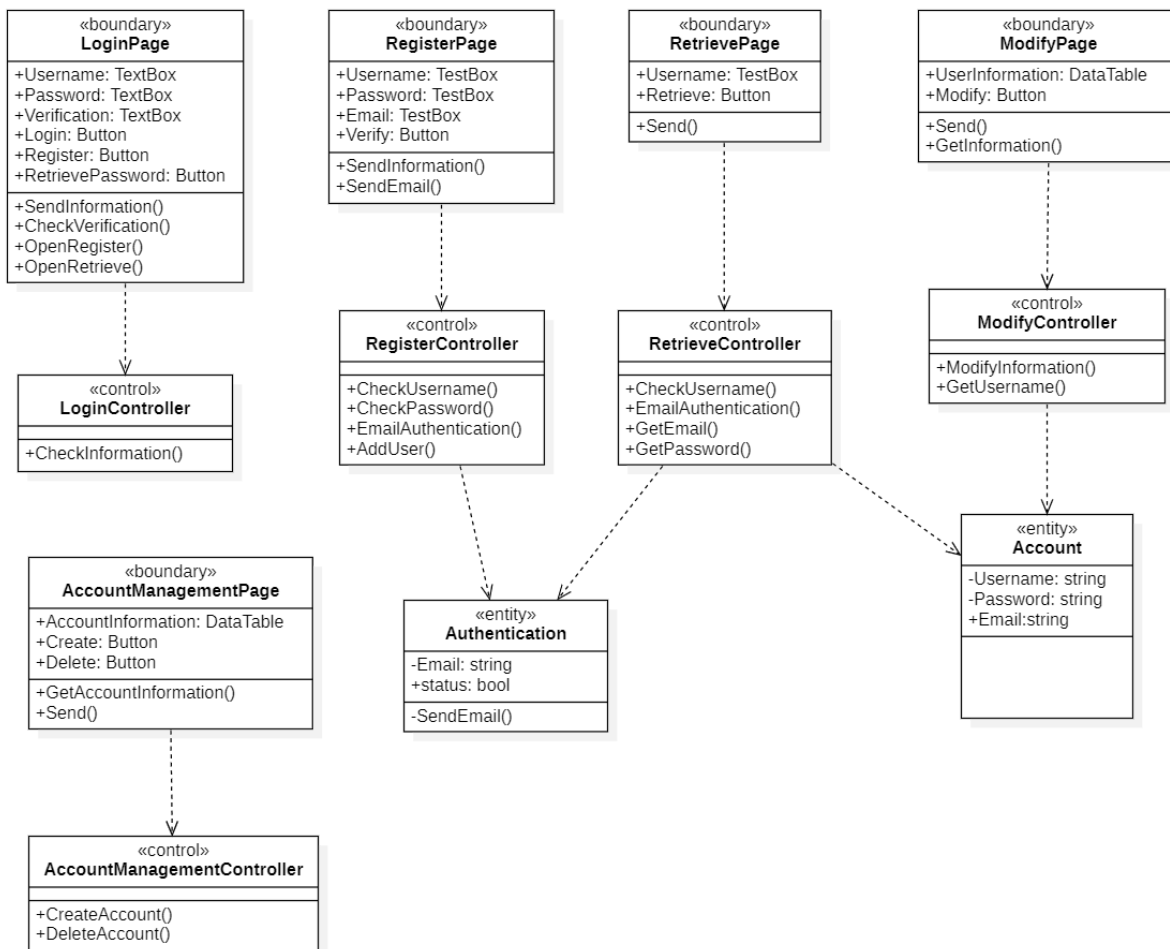 «boundary»
LoginPage
+Username: TextBox
+Password: TextBox
+Verification: TextBox
+Login: Button
+Register: Button
+RetrievePassword: Button
+SendInformation()
+CheckVerification()
+OpenRegister()
+OpenRetrieve()
«boundary»
RegisterPage
+Username: TestBox
+Password: TestBox
+Email: TestBox
+Verify: Button
+SendInformation()
+SendEmail()
«boundary»
RetrievePage
+Username: TestBox
+Retrieve: Button
+Send()
«boundary»
ModifyPage
+UserInformation: DataTable
+Modify: Button
+Send()
+GetInformation()
«control»
LoginController
+CheckInformation()
«control»
RegisterController
+CheckUsername()
+CheckPassword()
+EmailAuthentication()
+AddUser()
«control»
RetrieveController
+CheckUsername()
+EmailAuthentication()
+GetEmail()
+GetPassword()
«control»
ModifyController
+ModifyInformation()
+GetUsername()
«boundary»
AccountManagementPage
+AccountInformation: DataTable
+Create: Button
+Delete: Button
+GetAccountInformation()
+Send()
«entity»
Authentication
-Email: string
+status: bool
-SendEmail()
«entity»
Account
-Username: string
-Password: string
+Email:string
«control»
AccountManagementController
+CreateAccount()
+DeleteAccount()